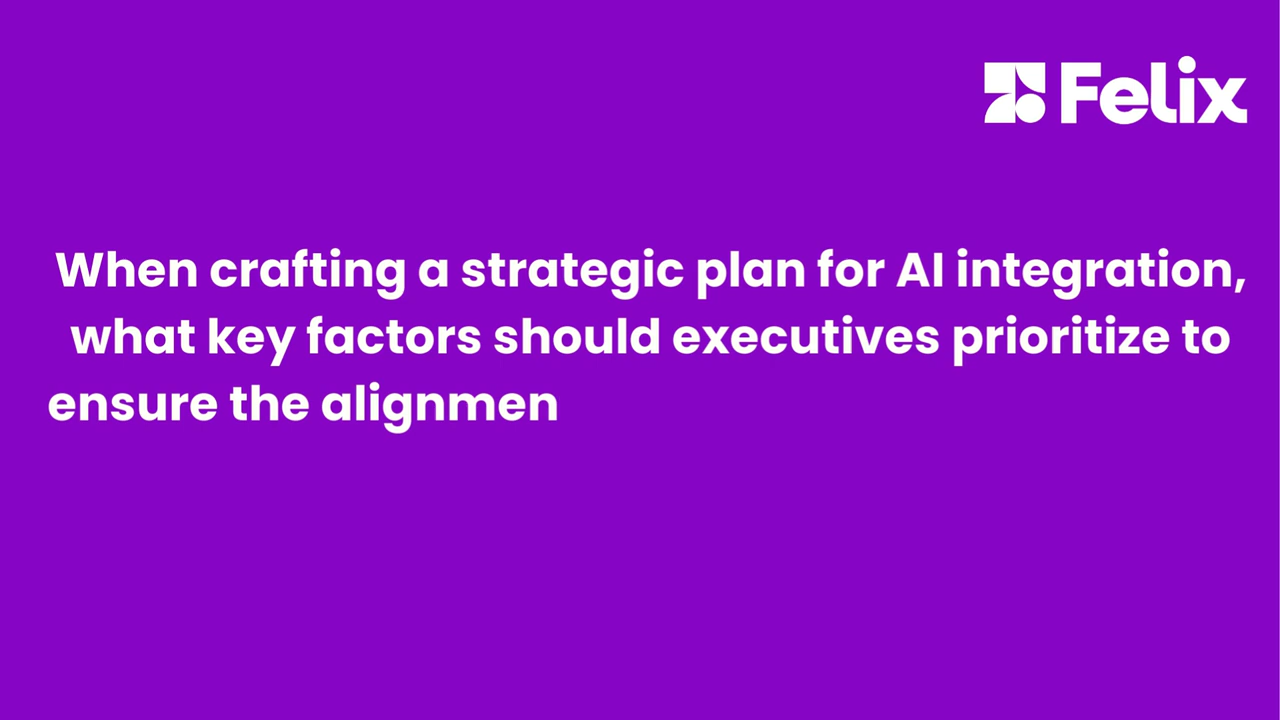 Felix
When crafting a strategic plan for AI integration,
what key factors should executives prioritize to
ensure the alignmen